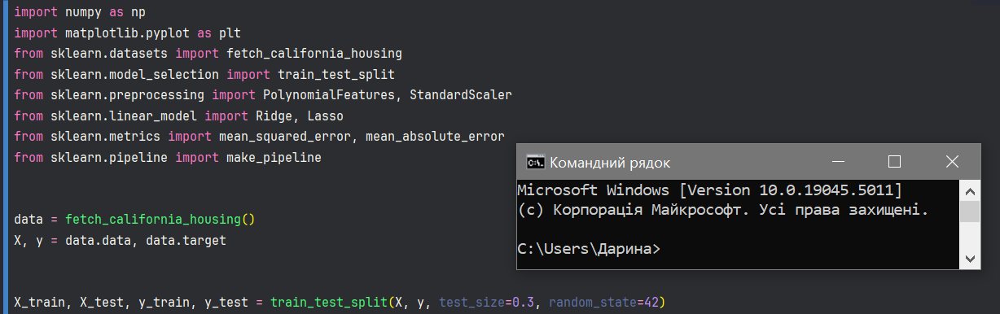 import numpy as np
import matplotlib.pyplot as plt
from sklearn.datasets import fetch_california_housing
from sklearn.model_selection import train_test_split
from sklearn.preprocessing import PolynomialFeatures, StandardScaler
from sklearn.linear_model import Ridge, Lasso
from sklearn.metrics import mean_squared_error, mean_absolute_error
from sklearn.pipeline import make_pipeline
data = fetch_california_housing()
X, y = data.data, data.target
X_train, X_test, y_train, y_test = train_test_split(X, y, test_size=0.3, random_state=42)
C:\.
Командний рядок
Microsoft Windows [Version 10.0.19045.5011]
(c) Корпорація Майкрософт. Усі права захищені.
C:\Users\Дарина>